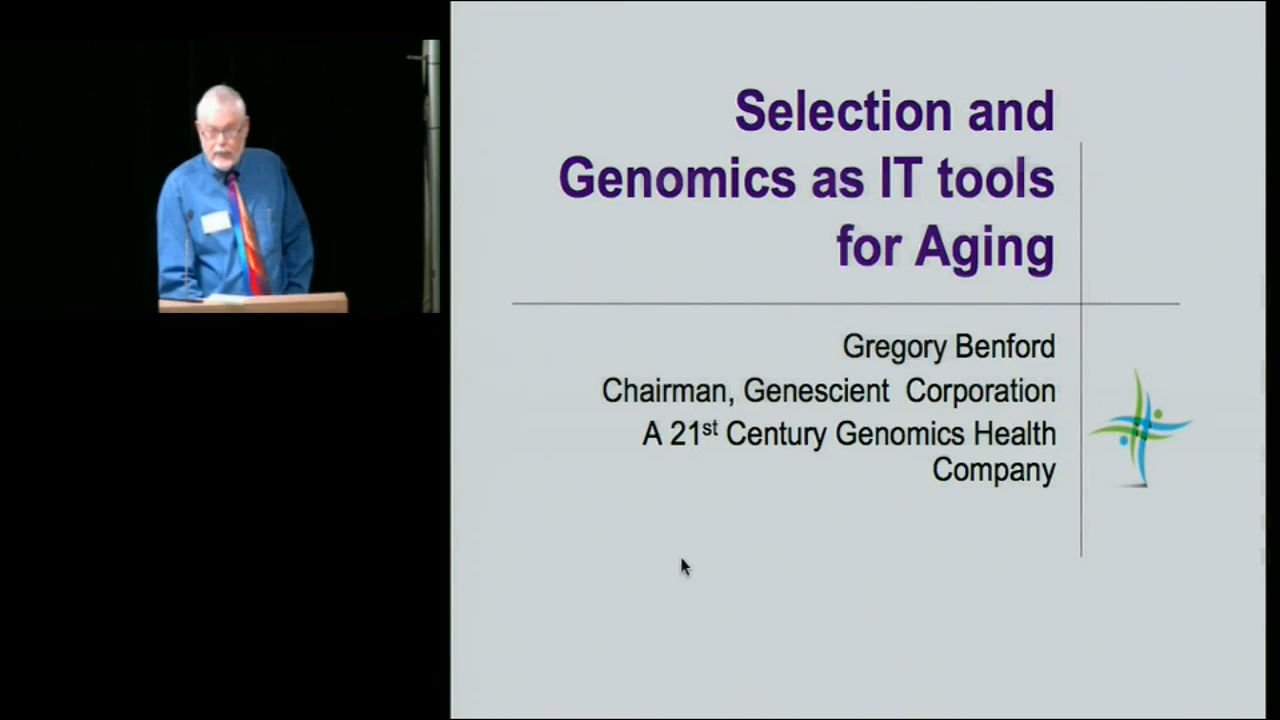 Selection and
Genomics as IT tools
for Aging
Gregory Benford
Chairman, Genescient Corporation
A 21st Century Genomics Health
Company